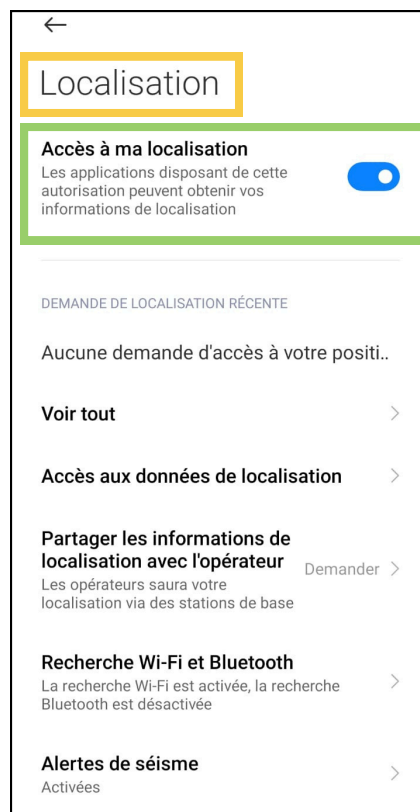 Localisation
Accès à ma localisation
Les applications disposant de cette
autorisation peuvent obtenir vos
informations de localisation
DEMANDE DE LOCALISATION RÉCENTE
Aucune demande d'accès à votre positi..
Voir tout
Accès aux données de localisation
Partager les informations de
localisation avec l'opérateur
Demander
Les opérateurs saura votre
localisation via des stations de base
Recherche Wi-Fi et Bluetooth
La recherche Wi-Fi est activée, la recherche
Bluetooth est désactivée
Alertes de séisme
Activées